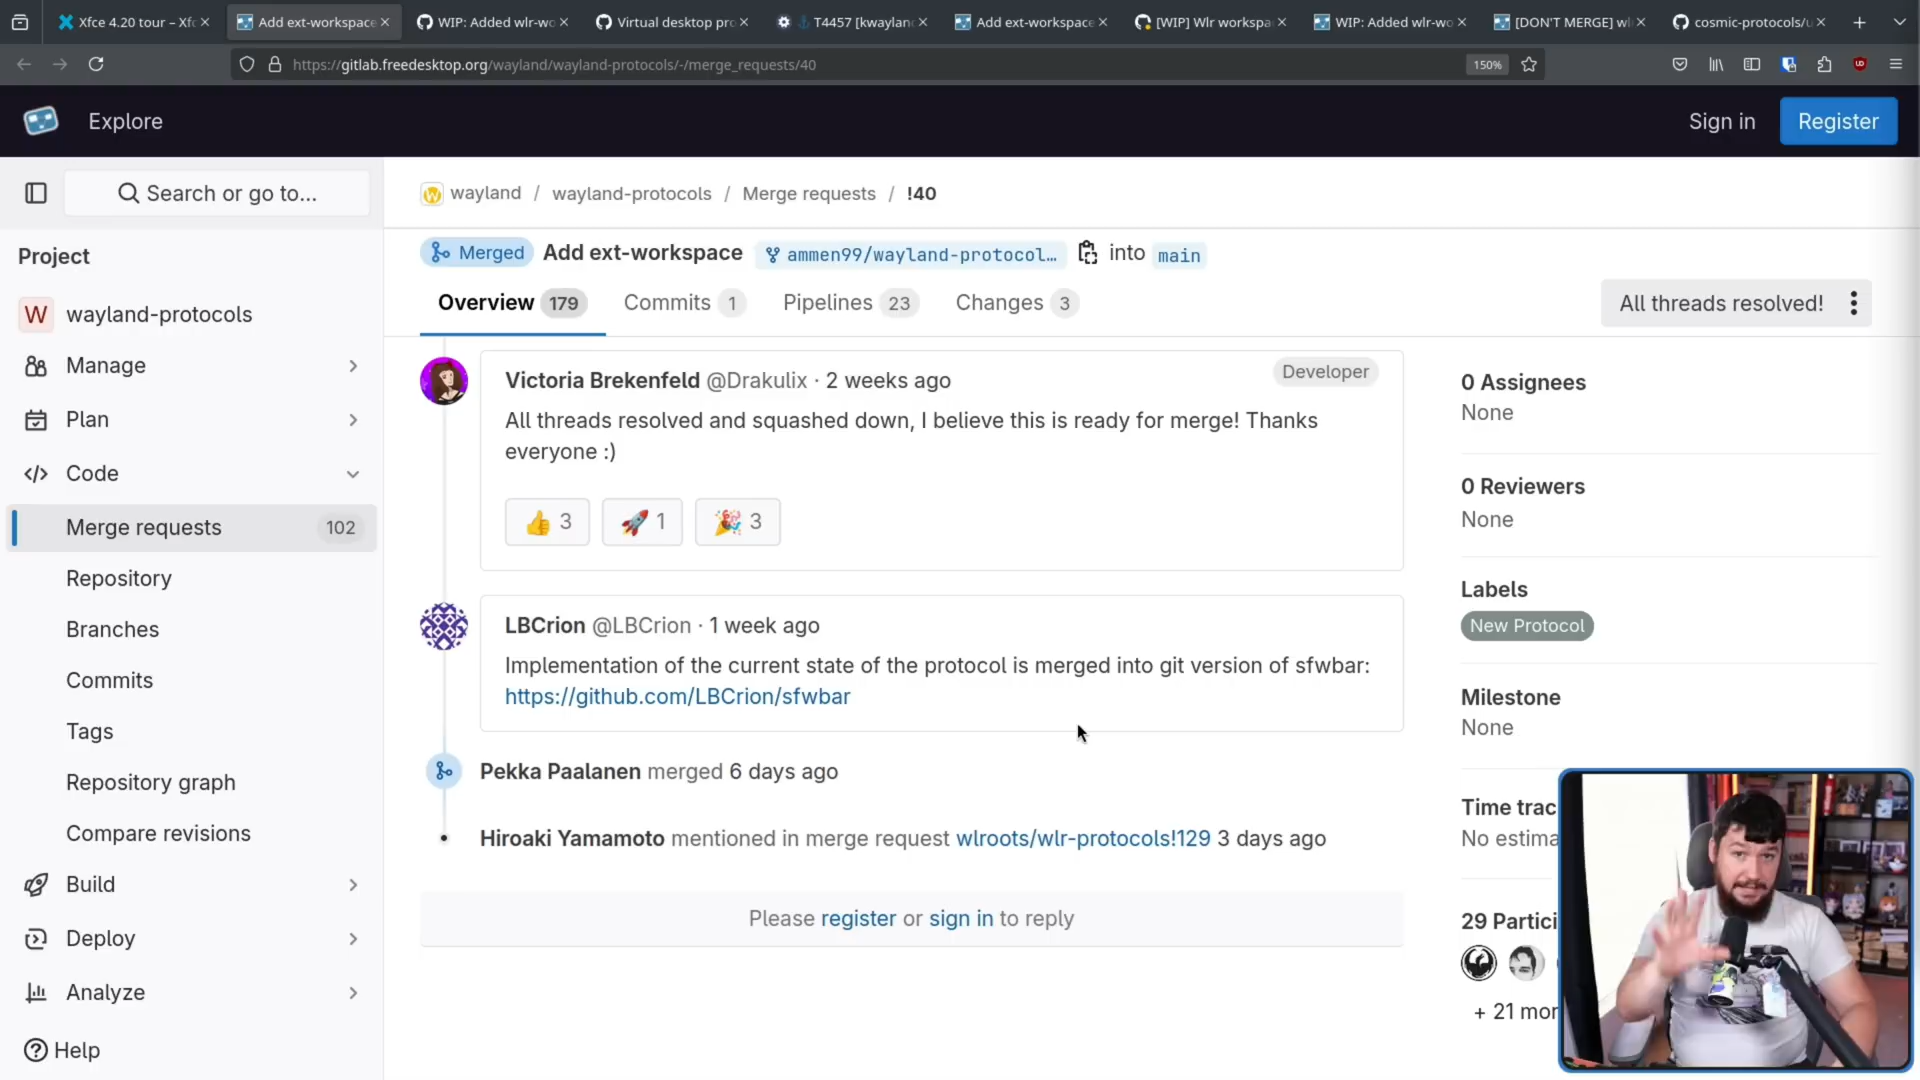 Xfce 4.20 tour – Xfc
Add ext-workspace
WIP: Added wlr-wo
Virtual desktop pro
T4457 [kwaylan
Add ext-workspace
[WIP] Wlr workspa
WIP: Added wlr-wo
[DON'T MERGE] wl
cosmic-protocols/u
https://gitlab.freedesktop.org/wayland/wayland-protocols/-/merge_requests/40
150%
Explore
Sign in
Register
Search or go to...
wayland / wayland-protocols / Merge requests / !40
Project
Merged Add ext-workspace ammen99/wayland-protocol… into main
W wayland-protocols
Overview 179 Commits 1 Pipelines 23 Changes 3
All threads resolved!
Manage
Plan
Code
Merge requests 102
Repository
Branches
Commits
Tags
Repository graph
Compare revisions
Build
Deploy
Analyze
Help
Victoria Brekenfeld @Drakulix · 2 weeks ago
Developer
All threads resolved and squashed down, I believe this is ready for merge! Thanks
everyone :)
👍 3 🚀 1 🎉 3
LBCrion @LBCrion · 1 week ago
Implementation of the current state of the protocol is merged into git version of sfwbar:
https://github.com/LBCrion/sfwbar
Pekka Paalanen merged 6 days ago
Hiroaki Yamamoto mentioned in merge request wlroots/wlr-protocols!129 3 days ago
Please register or sign in to reply
0 Assignees
None
0 Reviewers
None
Labels
New Protocol
Milestone
None
Time trac
No estima
29 Partici
+ 21 mor